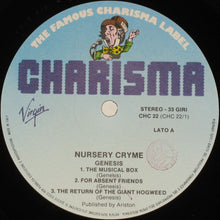 THE FAMOUS CHARISMA LABEL
CHARISMA
Virgin
STEREO - 33 GIRI
CHC 22 (CHC 22/1)
LATO A
NURSERY CRYME
GENESIS
1. THE MUSICAL BOX
(Genesis)
2. FOR ABSENT FRIENDS
(Genesis)
3. THE RETURN OF THE GIANT HOGWEED
(Genesis)
Published by Ariston